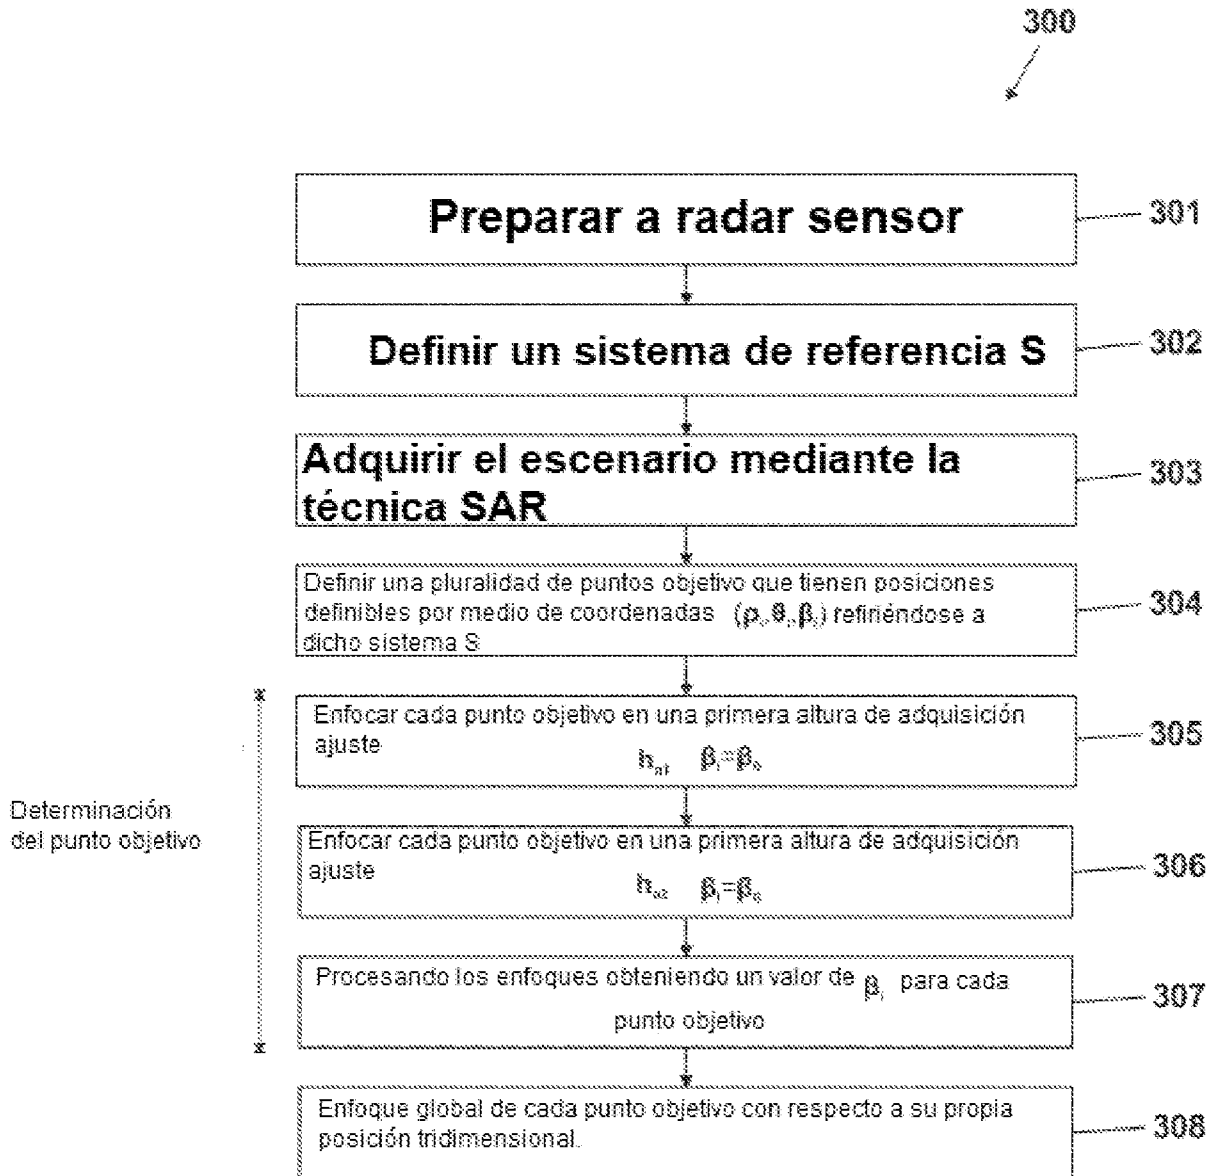 300
Preparar a radar sensor
301
Definir un sistema de referencia S
302
Adquirir el escenario mediante la
técnica SAR
303
Definir una pluralidad de puntos objetivo que tienen posiciones
definibles por medio de coordenadas (ρᵢ,θᵢ,βᵢ) refiriéndose a
dicho sistema S
304
Enfocar cada punto objetivo en una primera altura de adquisición
ajuste
hₐ₁ βᵢ=β₀
305
Determinación
del punto objetivo
Enfocar cada punto objetivo en una primera altura de adquisición
ajuste
hₐ₂ βᵢ=β₀
306
Procesando los enfoques obteniendo un valor de βᵢ para cada
punto objetivo
307
Enfoque global de cada punto objetivo con respecto a su propia
posición tridimensional.
308